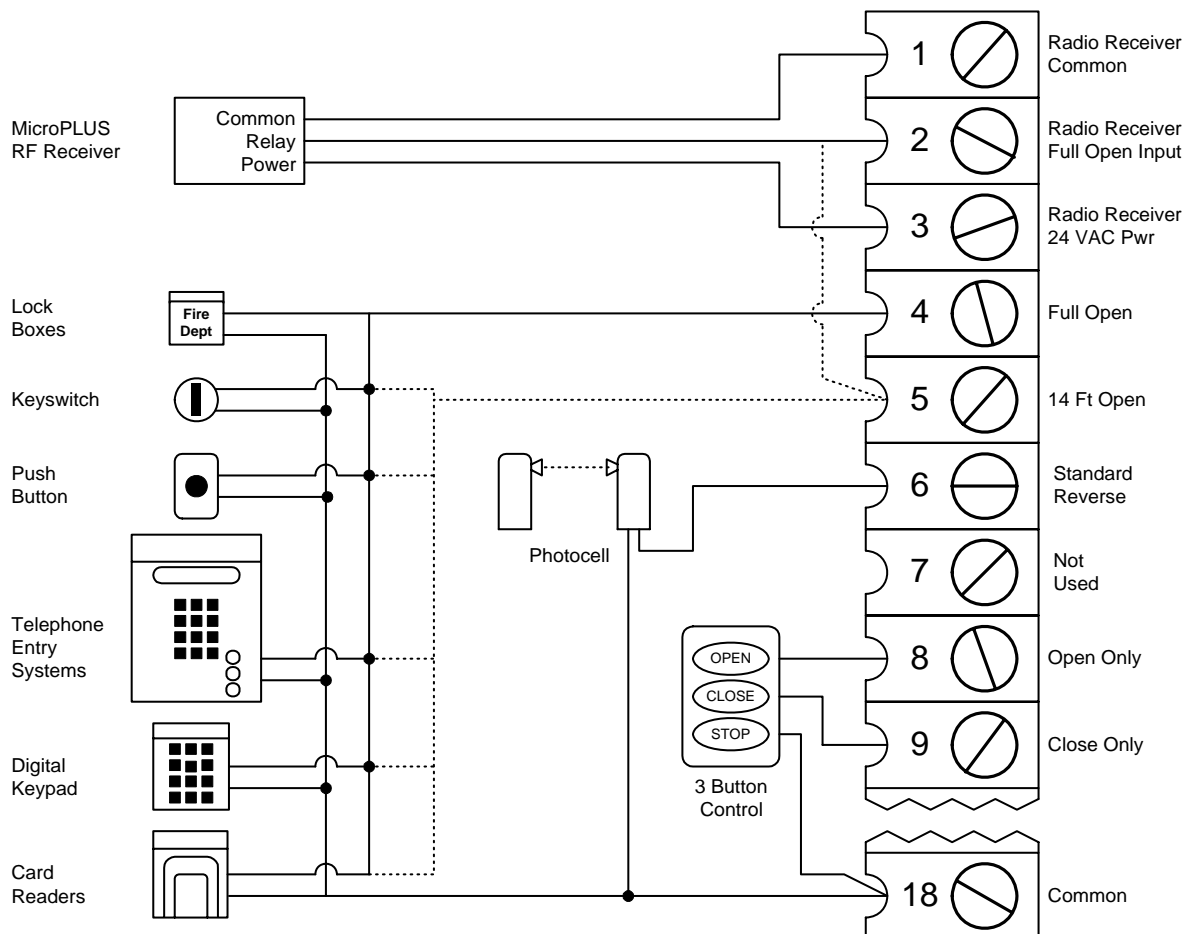 MicroPLUS
RF Receiver
Common
Relay
Power
1
Radio Receiver
Common
2
Radio Receiver
Full Open Input
3
Radio Receiver
24 VAC Pwr
Lock
Boxes
Fire
Dept
4
Full Open
Keyswitch
5
14 Ft Open
Push
Button
Photocell
6
Standard
Reverse
7
Not
Used
Telephone
Entry
Systems
OPEN
CLOSE
STOP
3 Button
Control
8
Open Only
9
Close Only
Digital
Keypad
Card
Readers
18
Common